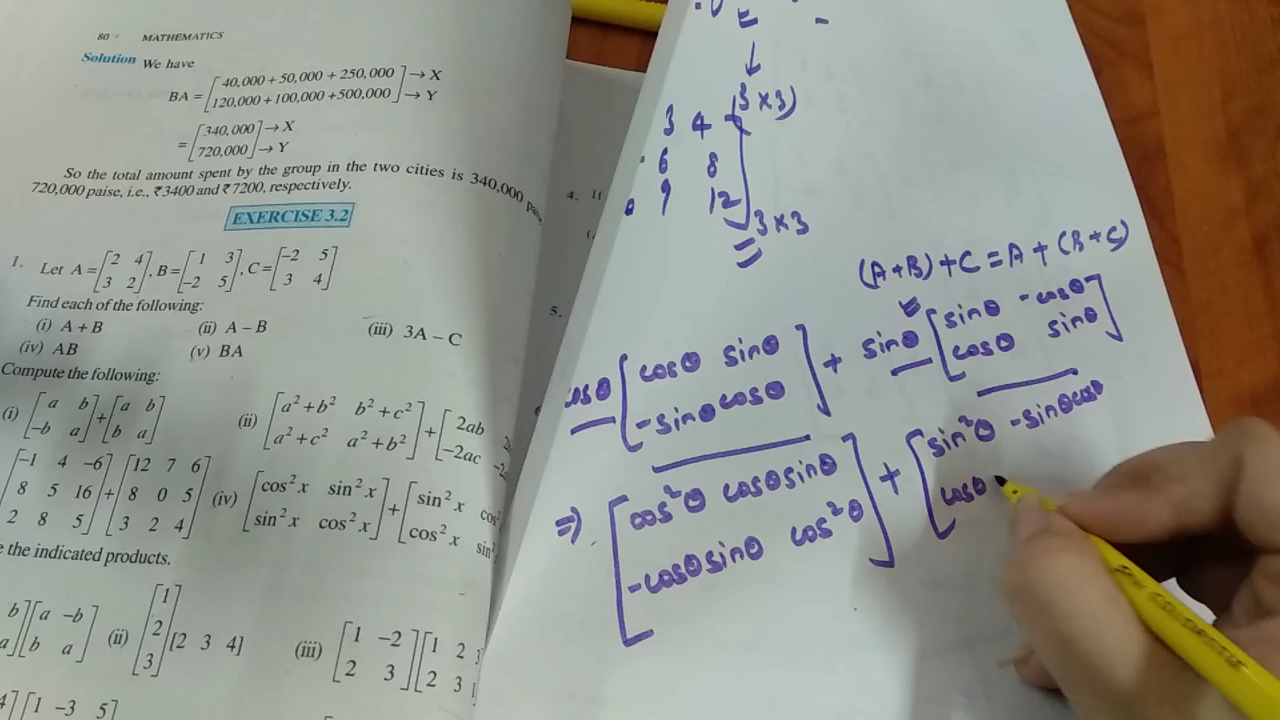 80 MATHEMATICS
Solution We have
BA = [40,000 + 50,000 + 250,000] → X
[120,000 + 100,000 + 500,000] → Y
= [340,000] → X
[720,000] → Y
So the total amount spent by the group in the two cities is 340,000
720,000 paise, i.e., ₹ 3400 and ₹ 7200, respectively.
EXERCISE 3.2
1. Let A = [2 4], B = [1 3], C = [-2 5]
[3 2] [-2 5] [3 4]
Find each of the following:
(i) A + B (ii) A – B (iii) 3A – C
(iv) AB (v) BA
Compute the following:
(i) [a b] + [a b] (ii) [a²+b² b²+c²] + [2ab
[-b a] [b a] [a²+c² a²+b²] [-2ac
[-1 4 -6] [12 7 6]
8 5 16 + 8 0 5 (iv) [cos²x sin²x] + [sin²x
2 8 5] [3 2 4] [sin²x cos²x] [cos²x
the indicated products.
b] [a -b] (ii) [1]
a] [b a] [2] [2 3 4] (iii) [1 -2] [1 2 3
[3] [2 3] [2 3 1
4] [1 -3 5]
4. If
5.
3 4
(3×3)
6 8
9 12] 3×3
(A+B)+C = A+(B+C)
cosθ [cosθ sinθ] + sinθ [sinθ -cosθ]
[-sinθ cosθ] [cosθ sinθ]
⇒ [cos²θ cosθsinθ] + [sin²θ -sinθcosθ
[-cosθsinθ cos²θ] [cosθ